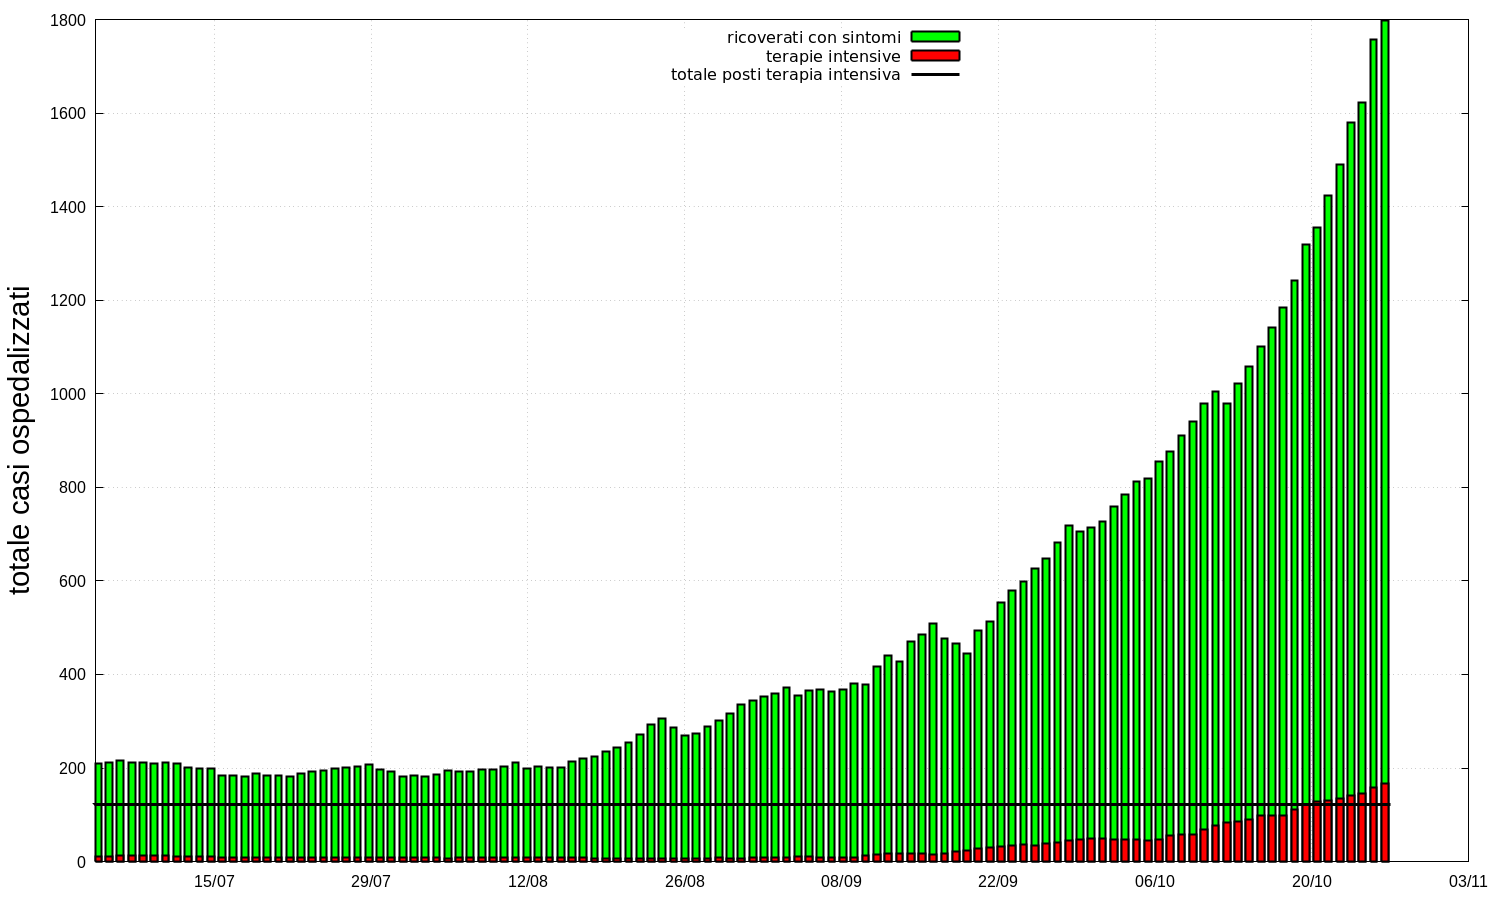 ricoverati con sintomi
terapie intensive
totale posti terapia intensiva
totale casi ospedalizzati
1800
1600
1400
1200
1000
800
600
400
200
0
15/07 29/07 12/08 26/08 08/09 22/09 06/10 20/10 03/11